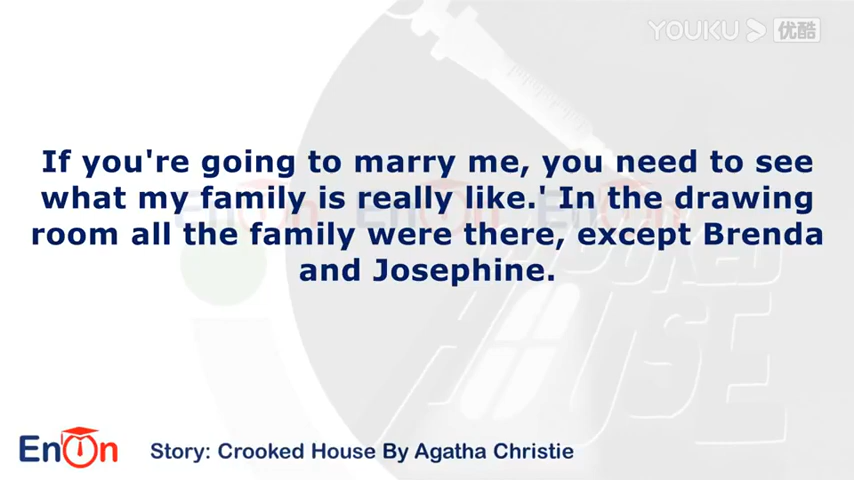 YOUKU 优酷
If you're going to marry me, you need to see
what my family is really like.' In the drawing
room all the family were there, except Brenda
and Josephine.
CROOKED
HOUSE
EnOn
Story: Crooked House By Agatha Christie